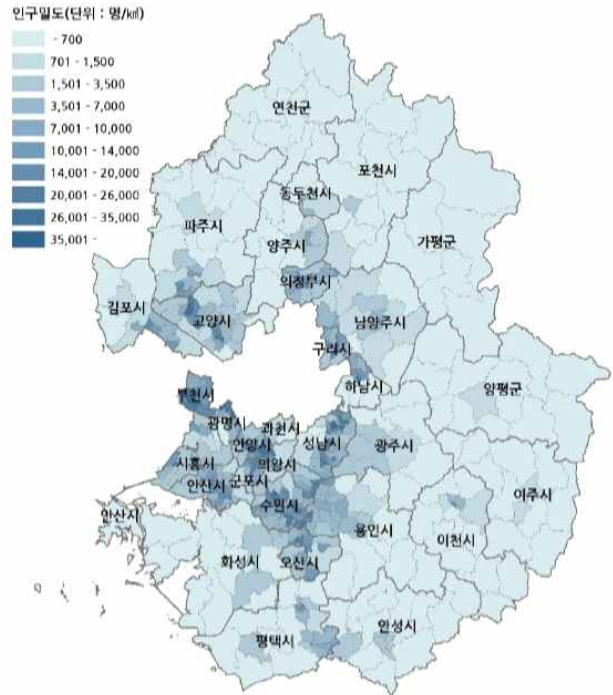 인구밀도(단위 : 명/㎢)
- 700
701 - 1,500
1,501 - 3,500
3,501 - 7,000
7,001 - 10,000
10,001 - 14,000
14,001 - 20,000
20,001 - 26,000
26,001 - 35,000
35,001 -
연천군
포천시
동두천시
파주시
양주시
가평군
의정부시
김포시
고양시
남양주시
구리시
하남시
양평군
부천시
광명시
과천시
안양시
성남시
광주시
시흥시
의왕시
군포시
안산시
여주시
안산시
수원시
용인시
이천시
화성시
오산시
평택시
안성시